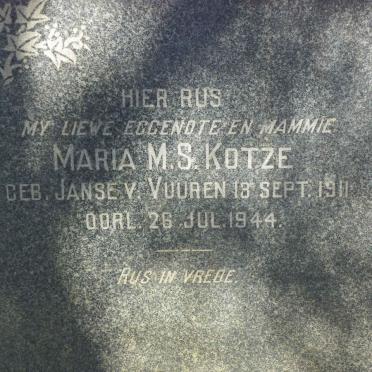 HIER RUS
MY LIEWE EGGENOTE EN MAMMIE
MARIA M.S. KOTZE
GEB. JANSE V. VUUREN 13 SEPT. 1911
OORL. 26 JUL. 1944.
RUS IN VREDE.